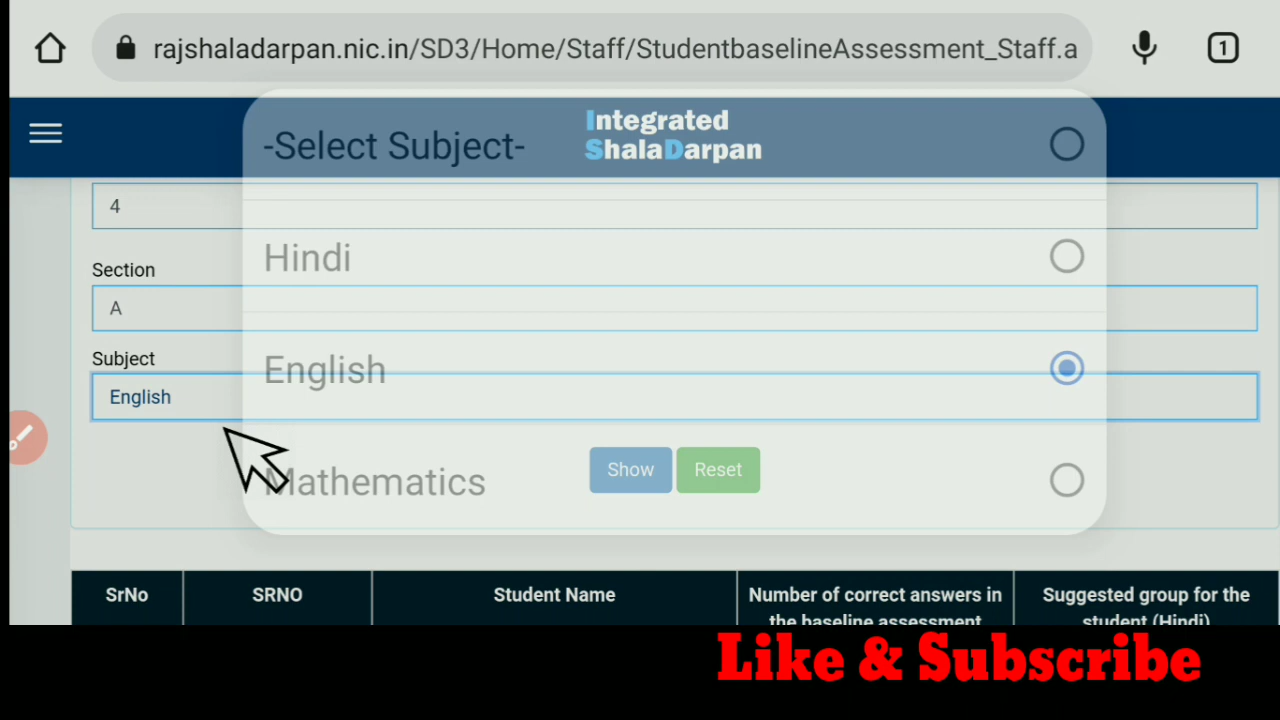 rajshaladarpan.nic.in/SD3/Home/Staff/StudentbaselineAssessment_Staff.a
1
Integrated
ShalaDarpan
-Select Subject-
4
Hindi
Section
A
Subject
English
English
Mathematics
Show
Reset
SrNo
SRNO
Student Name
Number of correct answers in
the baseline assessment
Suggested group for the
student (Hindi)
Like & Subscribe